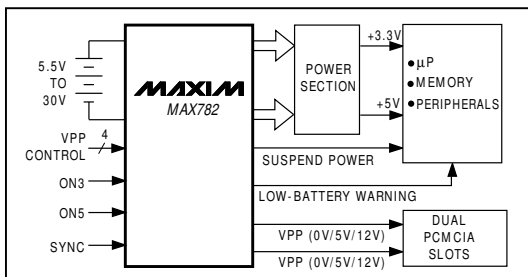 5.5V
TO
30V
VPP
CONTROL
4
ON3
ON5
SYNC
MAXIM
MAX782
POWER
SECTION
+3.3V
+5V
SUSPEND POWER
LOW-BATTERY WARNING
VPP (0V/5V/12V)
VPP (0V/5V/12V)
• µP
• MEMORY
• PERIPHERALS
DUAL
PCMCIA
SLOTS